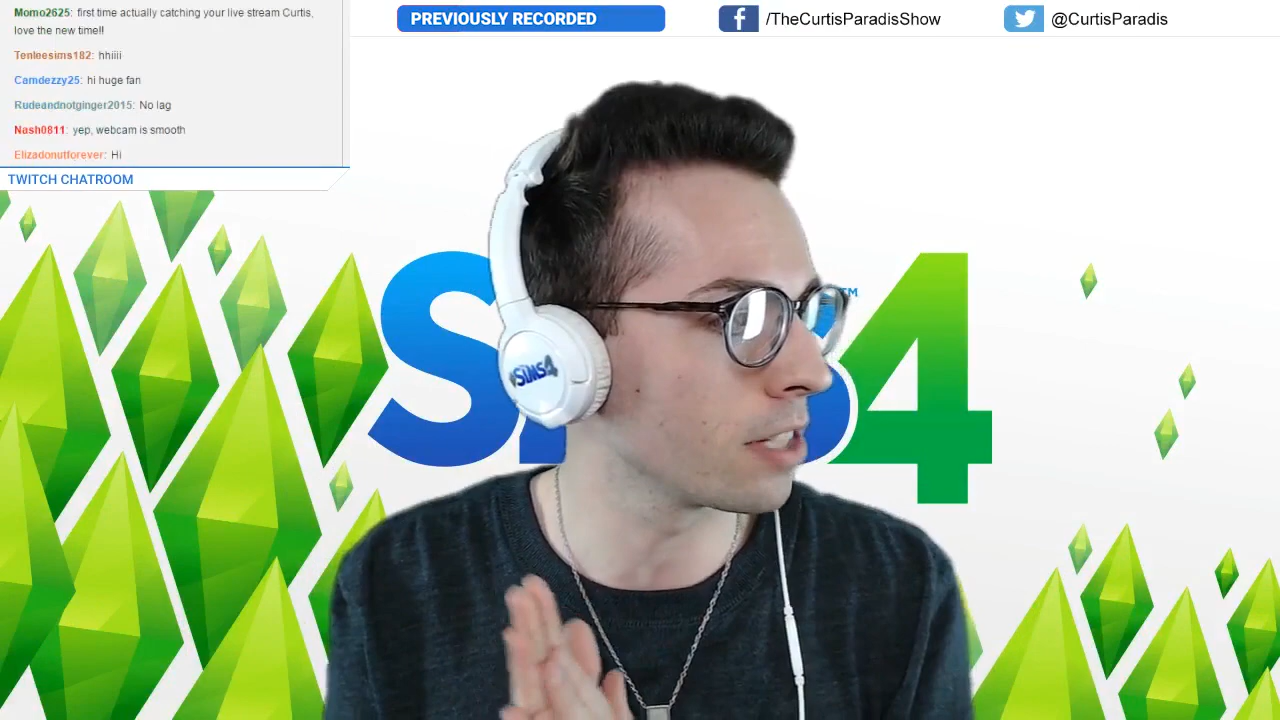 Momo2625: first time actually catching your live stream Curtis,
love the new time!!
Tenleesims182: hhiiii
Camdezzy25: hi huge fan
Rudeandnotginger2015: No lag
Nash0811: yep, webcam is smooth
Elizadonutforever: Hi
TWITCH CHATROOM
PREVIOUSLY RECORDED
/TheCurtisParadisShow
@CurtisParadis
S 4 ™
SIMS4